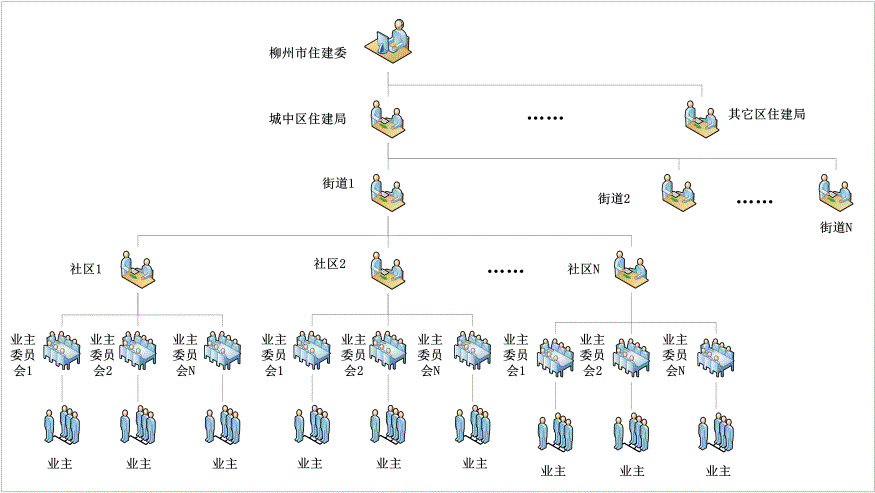 柳州市住建委
城中区住建局
……
其它区住建局
街道1
街道2
……
街道N
社区1
社区2
……
社区N
业主
委员
会1
业主
委员
会2
业主
委员
会N
业主
委员
会1
业主
委员
会2
业主
委员
会N
业主
委员
会1
业主
委员
会2
业主
委员
会N
业主
业主
业主
业主
业主
业主
业主
业主
业主